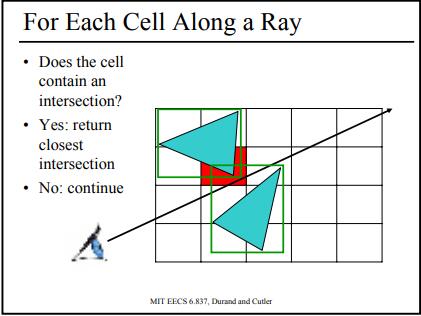 For Each Cell Along a Ray
• Does the cell
contain an
intersection?
• Yes: return
closest
intersection
• No: continue
MIT EECS 6.837, Durand and Cutler